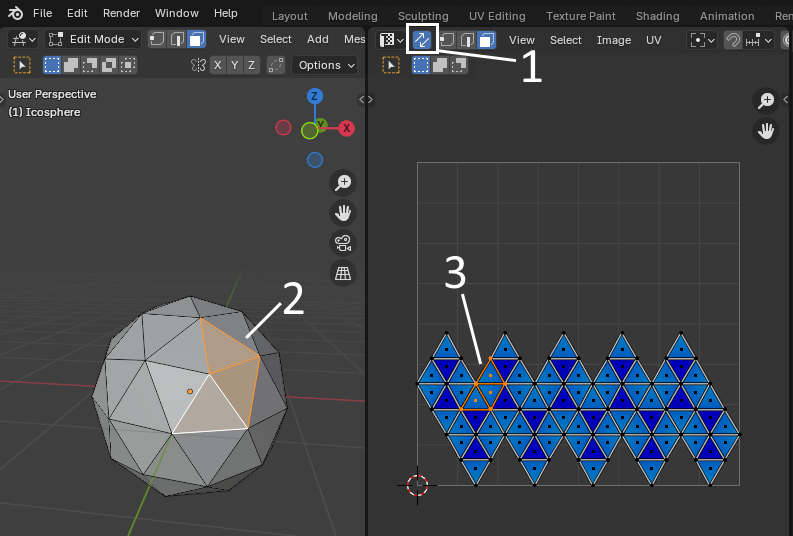 File Edit Render Window Help Layout Modeling Sculpting UV Editing Texture Paint Shading Animation Ren
Edit Mode View Select Add Mes View Select Image UV
X Y Z Options
1
User Perspective
(1) Icosphere
Z
Y
X
3
2